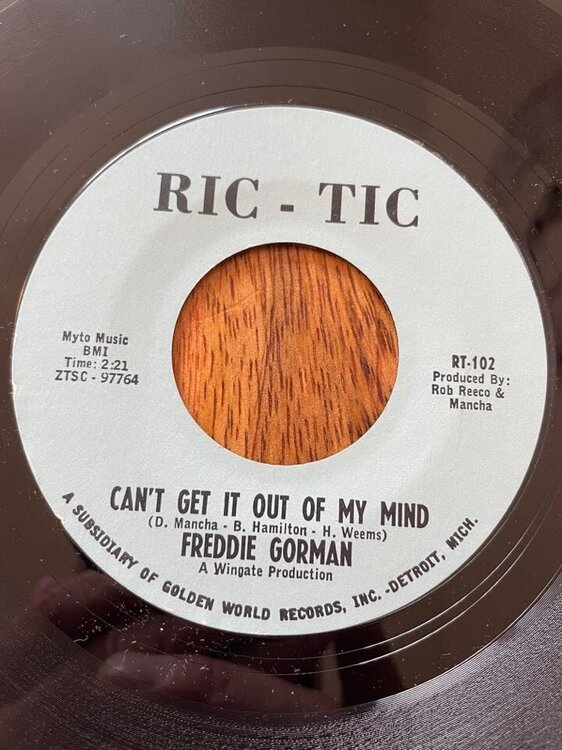 RIC - TIC
Myto Music
BMI
Time: 2:21
ZTSC - 97764
RT-102
Produced By:
Rob Reeco &
Mancha
CAN'T GET IT OUT OF MY MIND
(D. Mancha - B. Hamilton - H. Weems)
FREDDIE GORMAN
A Wingate Production
A SUBSIDIARY OF GOLDEN WORLD RECORDS, INC. -DETROIT, MICH.